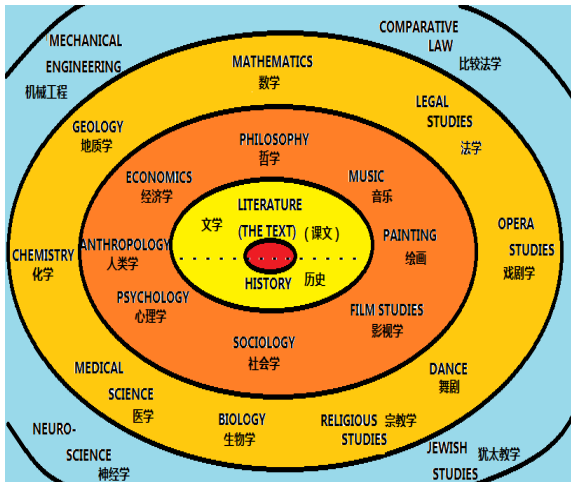 MECHANICAL
ENGINEERING
机械工程
COMPARATIVE
LAW
比较法学
MATHEMATICS
数学
LEGAL
STUDIES
法学
GEOLOGY
地质学
PHILOSOPHY
哲学
ECONOMICS
经济学
MUSIC
音乐
LITERATURE
文学
(THE TEXT) (课文)
PAINTING
绘画
OPERA
STUDIES
戏剧学
CHEMISTRY
化学
ANTHROPOLOGY
人类学
HISTORY
历史
PSYCHOLOGY
心理学
FILM STUDIES
影视学
SOCIOLOGY
社会学
MEDICAL
SCIENCE
医学
DANCE
舞剧
BIOLOGY
生物学
RELIGIOUS 宗教学
STUDIES
NEURO-
SCIENCE
神经学
JEWISH 犹太教学
STUDIES